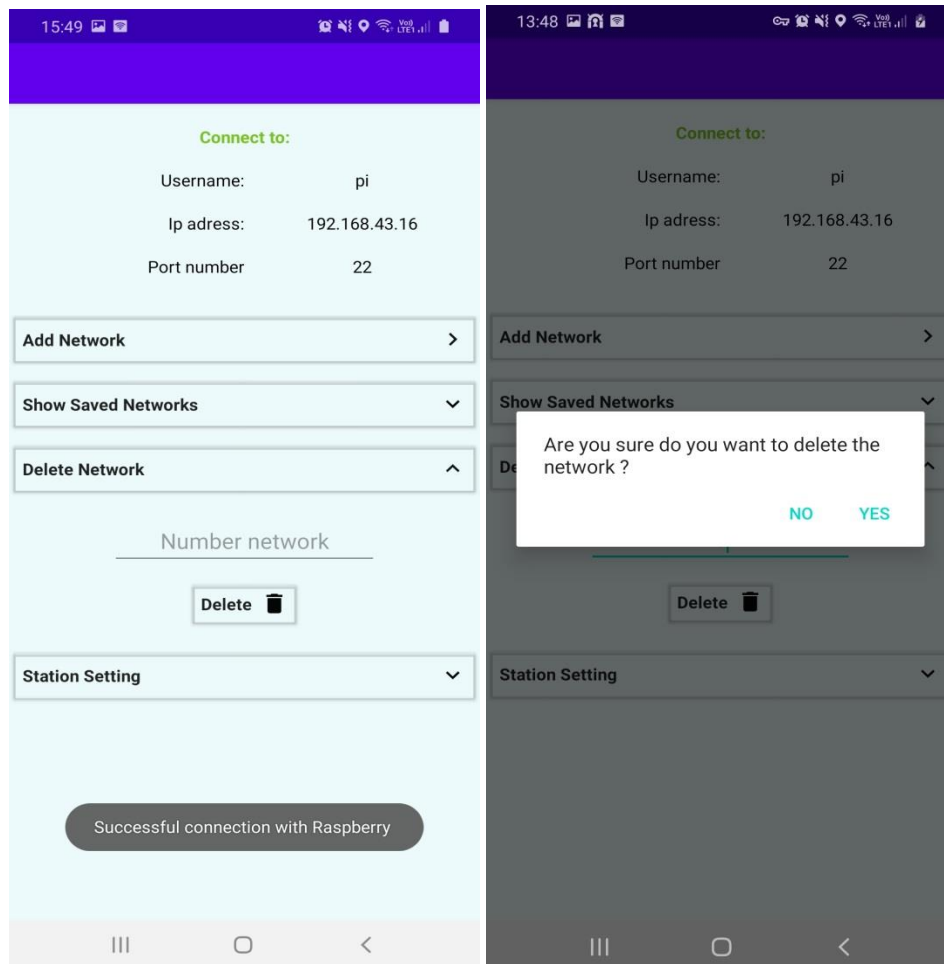 15:49
Connect to:
Username: pi
Ip adress: 192.168.43.16
Port number 22
Add Network
Show Saved Networks
Delete Network
Number network
Delete
Station Setting
Successful connection with Raspberry
13:48
Connect to:
Username: pi
Ip adress: 192.168.43.16
Port number 22
Add Network
Show Saved Networks
De
Are you sure do you want to delete the
network ?
NO YES
Delete
Station Setting